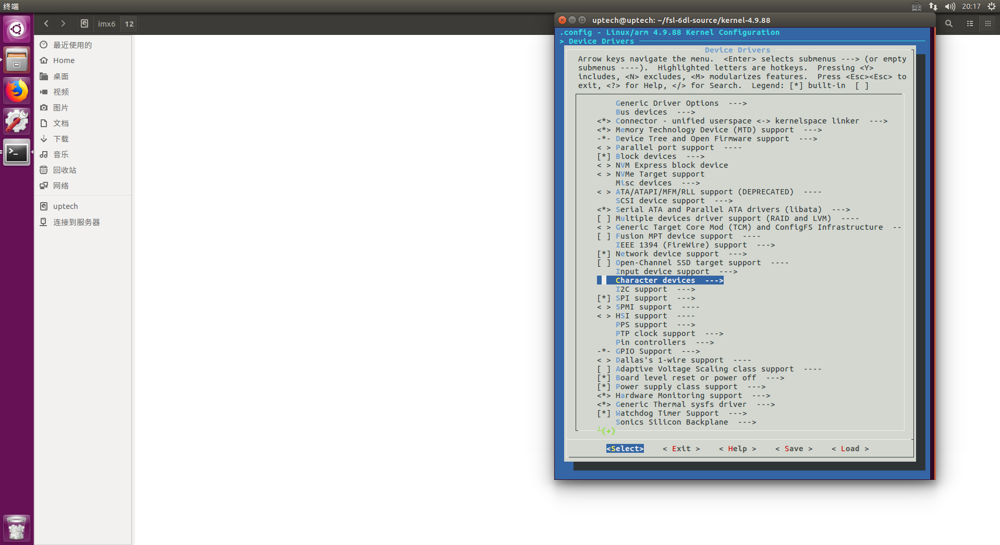 终端
20:17
imx6
12
最近使用的
Home
桌面
视频
图片
文档
下载
音乐
回收站
网络
uptech
连接到服务器
uptech@uptech: ~/fsl-6dl-source/kernel-4.9.88
.config - Linux/arm 4.9.88 Kernel Configuration
> Device Drivers
Device Drivers
Arrow keys navigate the menu.  <Enter> selects submenus ---> (or empty
submenus ----).  Highlighted letters are hotkeys.  Pressing <Y>
includes, <N> excludes, <M> modularizes features.  Press <Esc><Esc> to
exit, <?> for Help, </> for Search.  Legend: [*] built-in  [ ]
Generic Driver Options  --->
Bus devices  --->
<*> Connector - unified userspace <-> kernelspace linker  --->
<*> Memory Technology Device (MTD) support  --->
-*- Device Tree and Open Firmware support  --->
< > Parallel port support  ----
[*] Block devices  --->
< > NVM Express block device
< > NVMe Target support
Misc devices  --->
< > ATA/ATAPI/MFM/RLL support (DEPRECATED)  ----
SCSI device support  --->
<*> Serial ATA and Parallel ATA drivers (libata)  --->
[ ] Multiple devices driver support (RAID and LVM)  ----
< > Generic Target Core Mod (TCM) and ConfigFS Infrastructure  --
[ ] Fusion MPT device support  ----
IEEE 1394 (FireWire) support  --->
[*] Network device support  --->
[ ] Open-Channel SSD target support  ----
Input device support  --->
Character devices  --->
I2C support  --->
[*] SPI support  --->
< > SPMI support  ----
< > HSI support  ----
PPS support  --->
PTP clock support  --->
Pin controllers  --->
-*- GPIO Support  --->
< > Dallas's 1-wire support  ----
[ ] Adaptive Voltage Scaling class support  ----
[*] Board level reset or power off  --->
[*] Power supply class support  --->
<*> Hardware Monitoring support  --->
<*> Generic Thermal sysfs driver  --->
[*] Watchdog Timer Support  --->
Sonics Silicon Backplane  --->
┴(+)
<Select>    < Exit >    < Help >    < Save >    < Load >